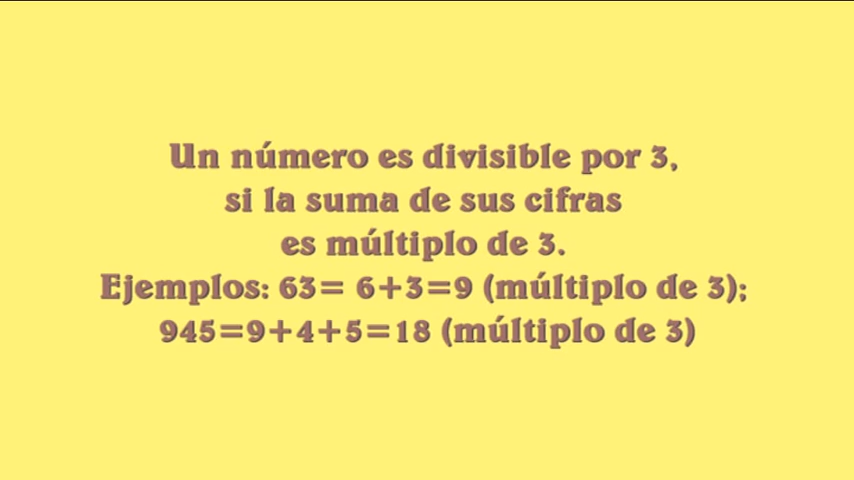 Un número es divisible por 3,
si la suma de sus cifras
es múltiplo de 3.
Ejemplos: 63= 6+3=9 (múltiplo de 3);
945=9+4+5=18 (múltiplo de 3)